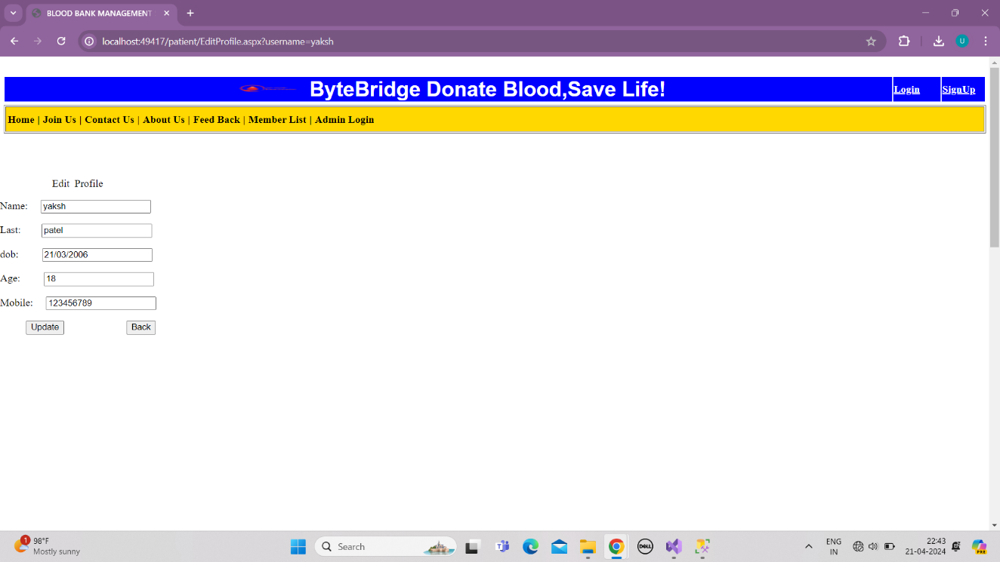 BLOOD BANK MANAGEMENT
localhost:49417/patient/EditProfile.aspx?username=yaksh
U
ByteBridge Donate Blood,Save Life!
Login
SignUp
Home | Join Us | Contact Us | About Us | Feed Back | Member List | Admin Login
Edit Profile
Name: yaksh
Last: patel
dob: 21/03/2006
Age: 18
Mobile: 123456789
Update Back
1
98°F
Mostly sunny
Search
DELL
PRE
ENG
IN
22:43
21-04-2024